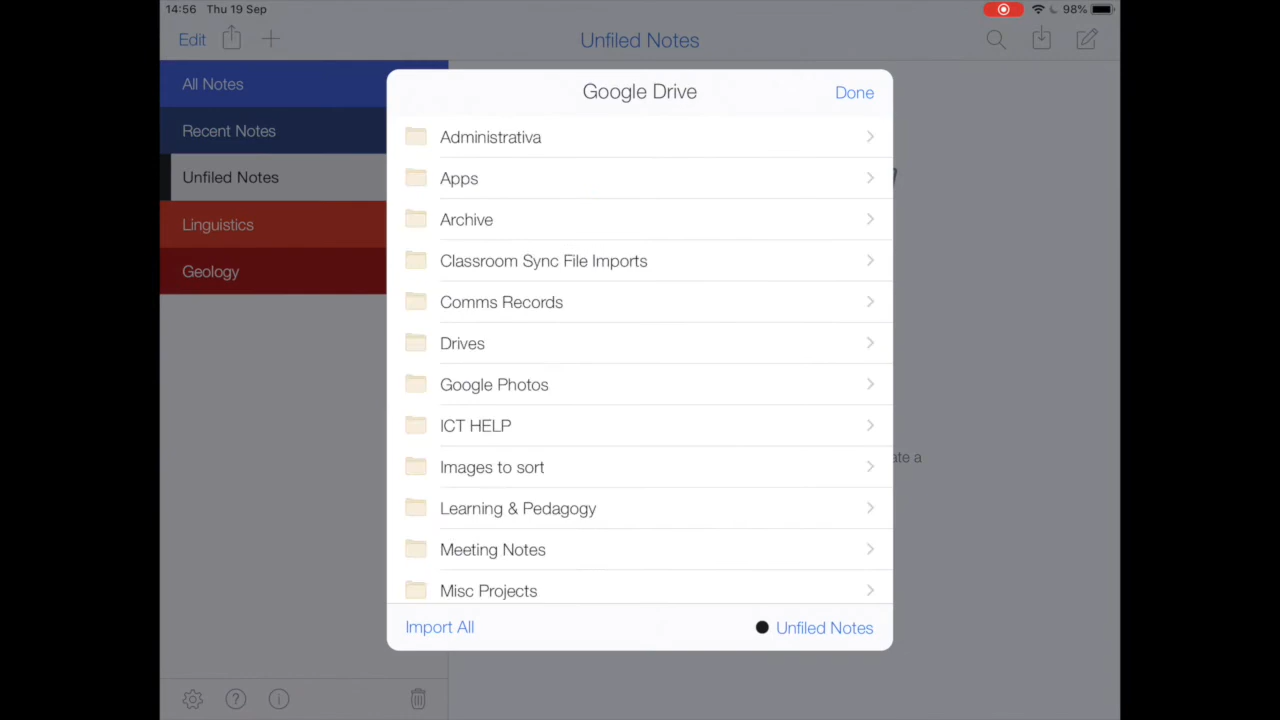 14:56 Thu 19 Sep 98%
Edit Unfiled Notes
All Notes
Recent Notes
Unfiled Notes
Linguistics
Geology
Google Drive Done
Administrativa
Apps
Archive
Classroom Sync File Imports
Comms Records
Drives
Google Photos
ICT HELP
Images to sort
Learning & Pedagogy
Meeting Notes
Misc Projects
Import All Unfiled Notes
a